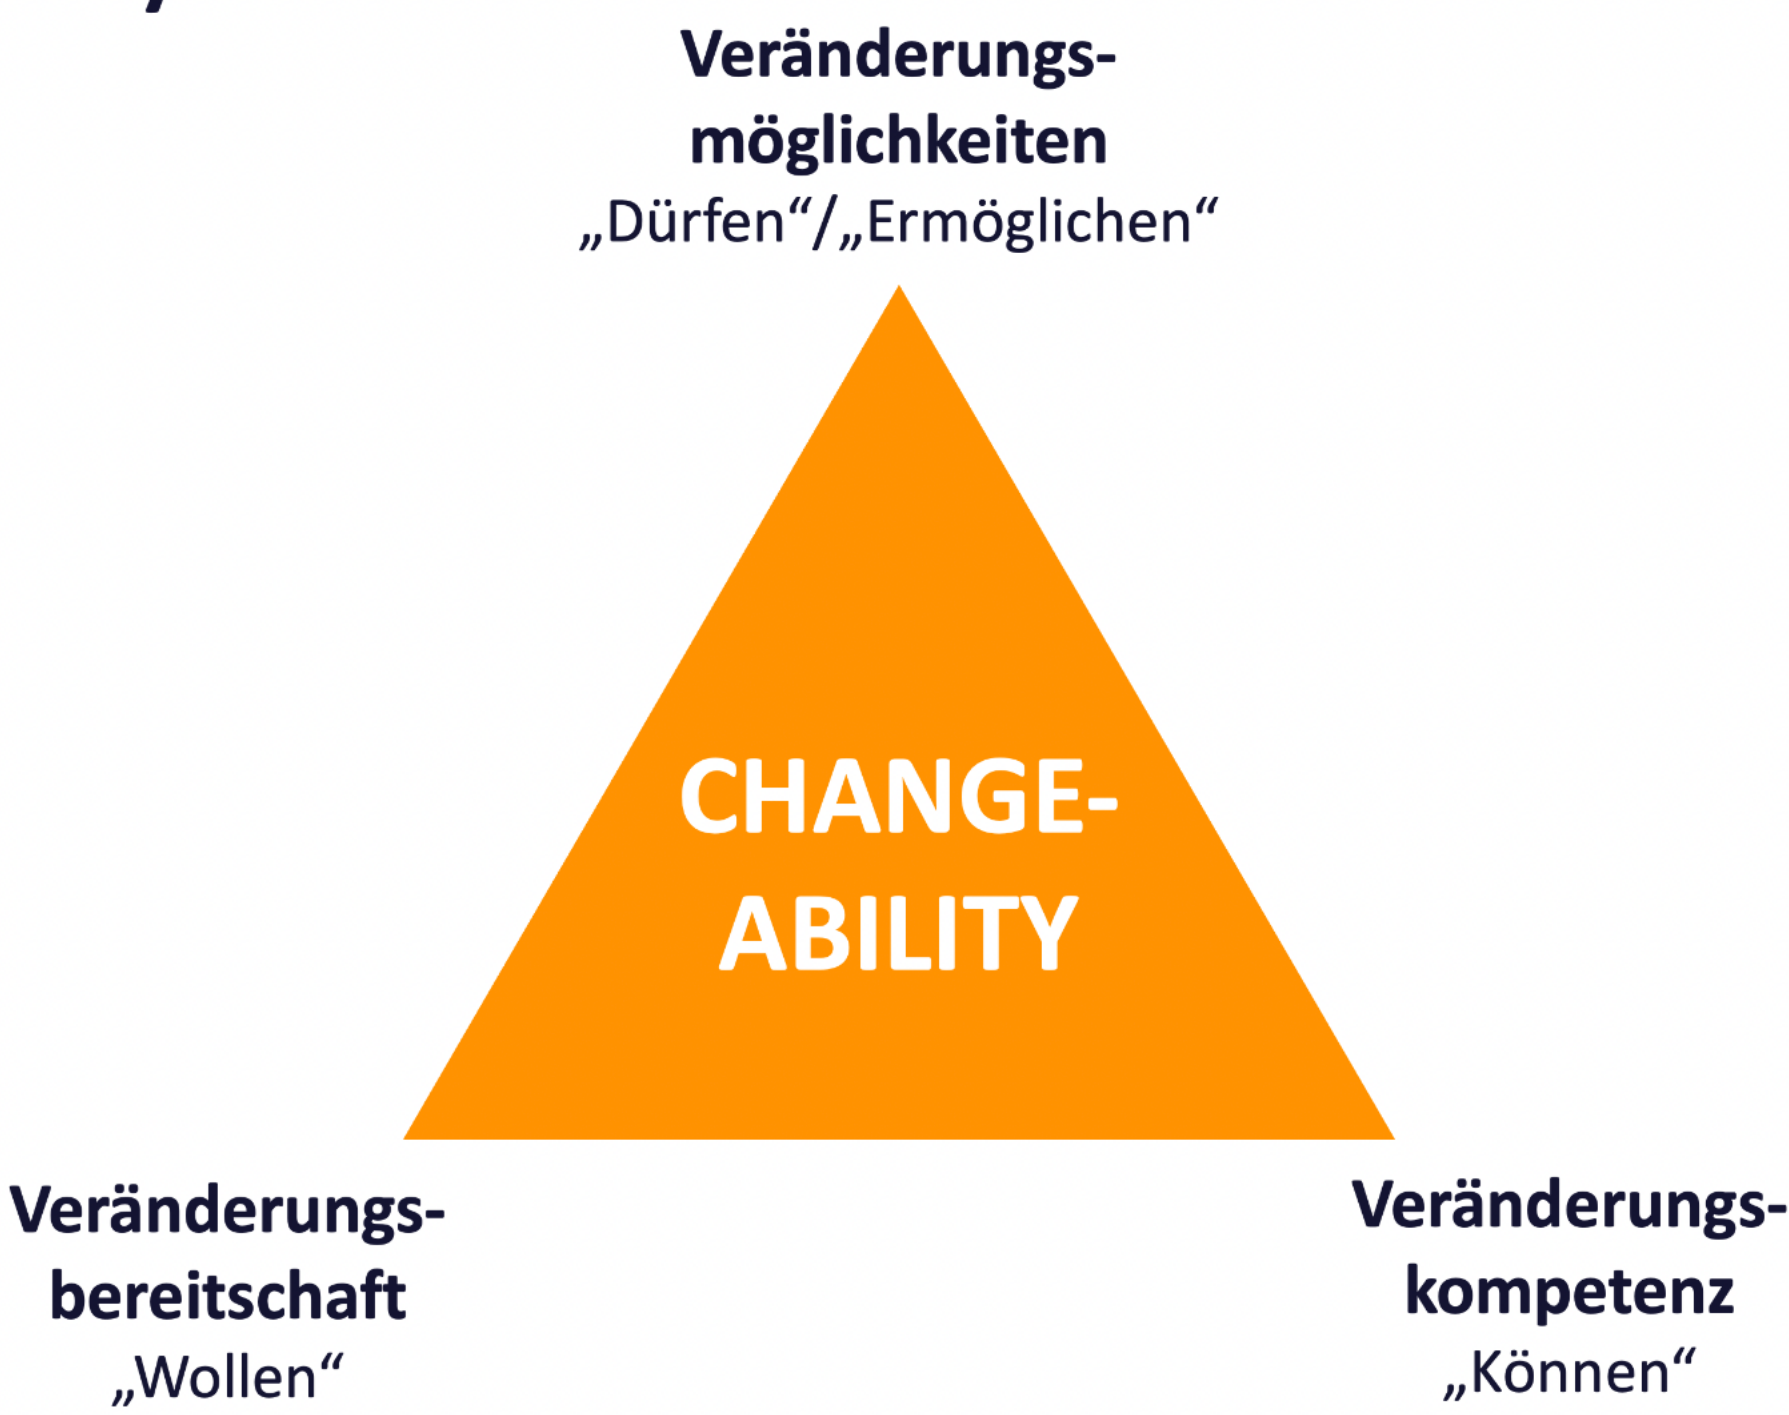 Veränderungs-
möglichkeiten
„Dürfen“/„Ermöglichen“
CHANGE-
ABILITY
Veränderungs-
bereitschaft
„Wollen“
Veränderungs-
kompetenz
„Können“